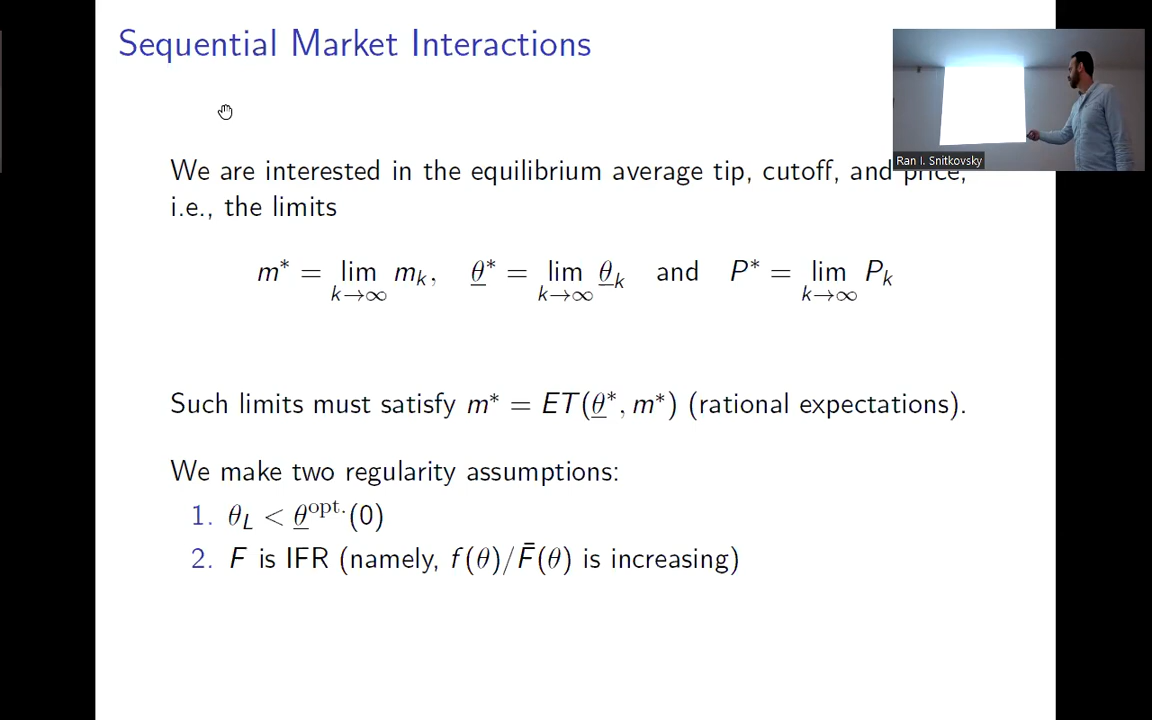 Sequential Market Interactions
Ran I. Snitkovsky
We are interested in the equilibrium average tip, cutoff, and price,
i.e., the limits
m* = lim_{k→∞} m_k, θ̲* = lim_{k→∞} θ̲_k and P* = lim_{k→∞} P_k
Such limits must satisfy m* = ET(θ̲*, m*) (rational expectations).
We make two regularity assumptions:
1. θ_L < θ̲^{opt.}(0)
2. F is IFR (namely, f(θ)/F̄(θ) is increasing)